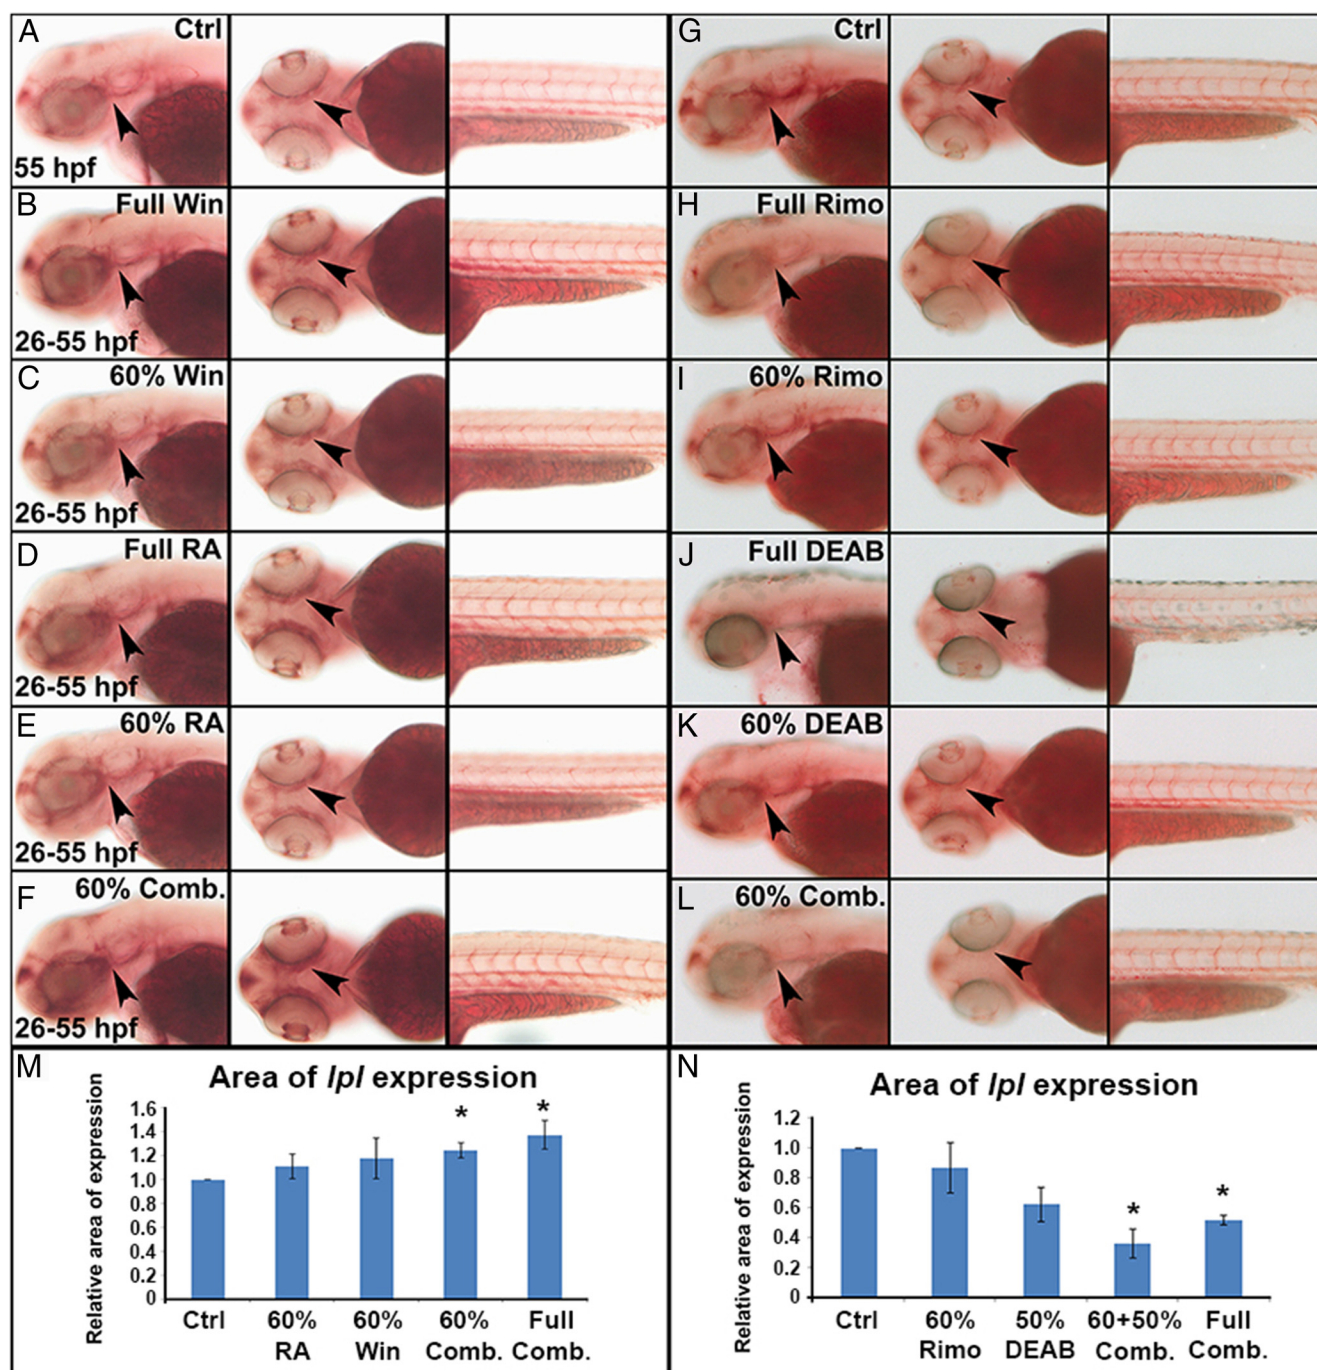 A Ctrl
55 hpf
B Full Win
26-55 hpf
C 60% Win
26-55 hpf
D Full RA
26-55 hpf
E 60% RA
26-55 hpf
F 60% Comb.
26-55 hpf
G Ctrl
H Full Rimo
I 60% Rimo
J Full DEAB
K 60% DEAB
L 60% Comb.
M
Area of lpl expression
Relative area of expression
1.6
1.4
1.2
1.0
0.8
0.6
0.4
0.2
0
* *
Ctrl 60% 60% 60% Full
RA Win Comb. Comb.
N
Area of lpl expression
Relative area of expression
1.2
1.0
0.8
0.6
0.4
0.2
0
* *
Ctrl 60% 50% 60+50% Full
Rimo DEAB Comb. Comb.